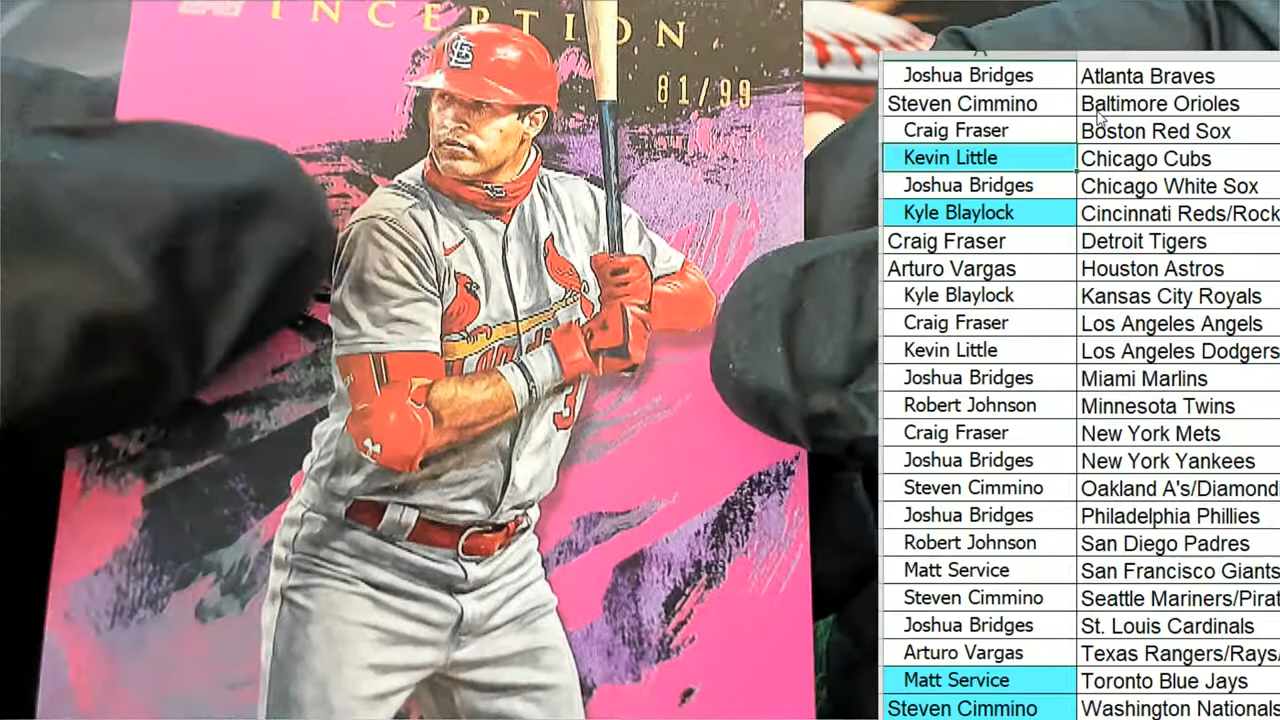 INCEPTION
81/99
Joshua Bridges Atlanta Braves
Steven Cimmino Baltimore Orioles
Craig Fraser Boston Red Sox
Kevin Little Chicago Cubs
Joshua Bridges Chicago White Sox
Kyle Blaylock Cincinnati Reds/Rock
Craig Fraser Detroit Tigers
Arturo Vargas Houston Astros
Kyle Blaylock Kansas City Royals
Craig Fraser Los Angeles Angels
Kevin Little Los Angeles Dodgers
Joshua Bridges Miami Marlins
Robert Johnson Minnesota Twins
Craig Fraser New York Mets
Joshua Bridges New York Yankees
Steven Cimmino Oakland A's/Diamond
Joshua Bridges Philadelphia Phillies
Robert Johnson San Diego Padres
Matt Service San Francisco Giants
Steven Cimmino Seattle Mariners/Pirat
Joshua Bridges St. Louis Cardinals
Arturo Vargas Texas Rangers/Rays/
Matt Service Toronto Blue Jays
Steven Cimmino Washington Nationals